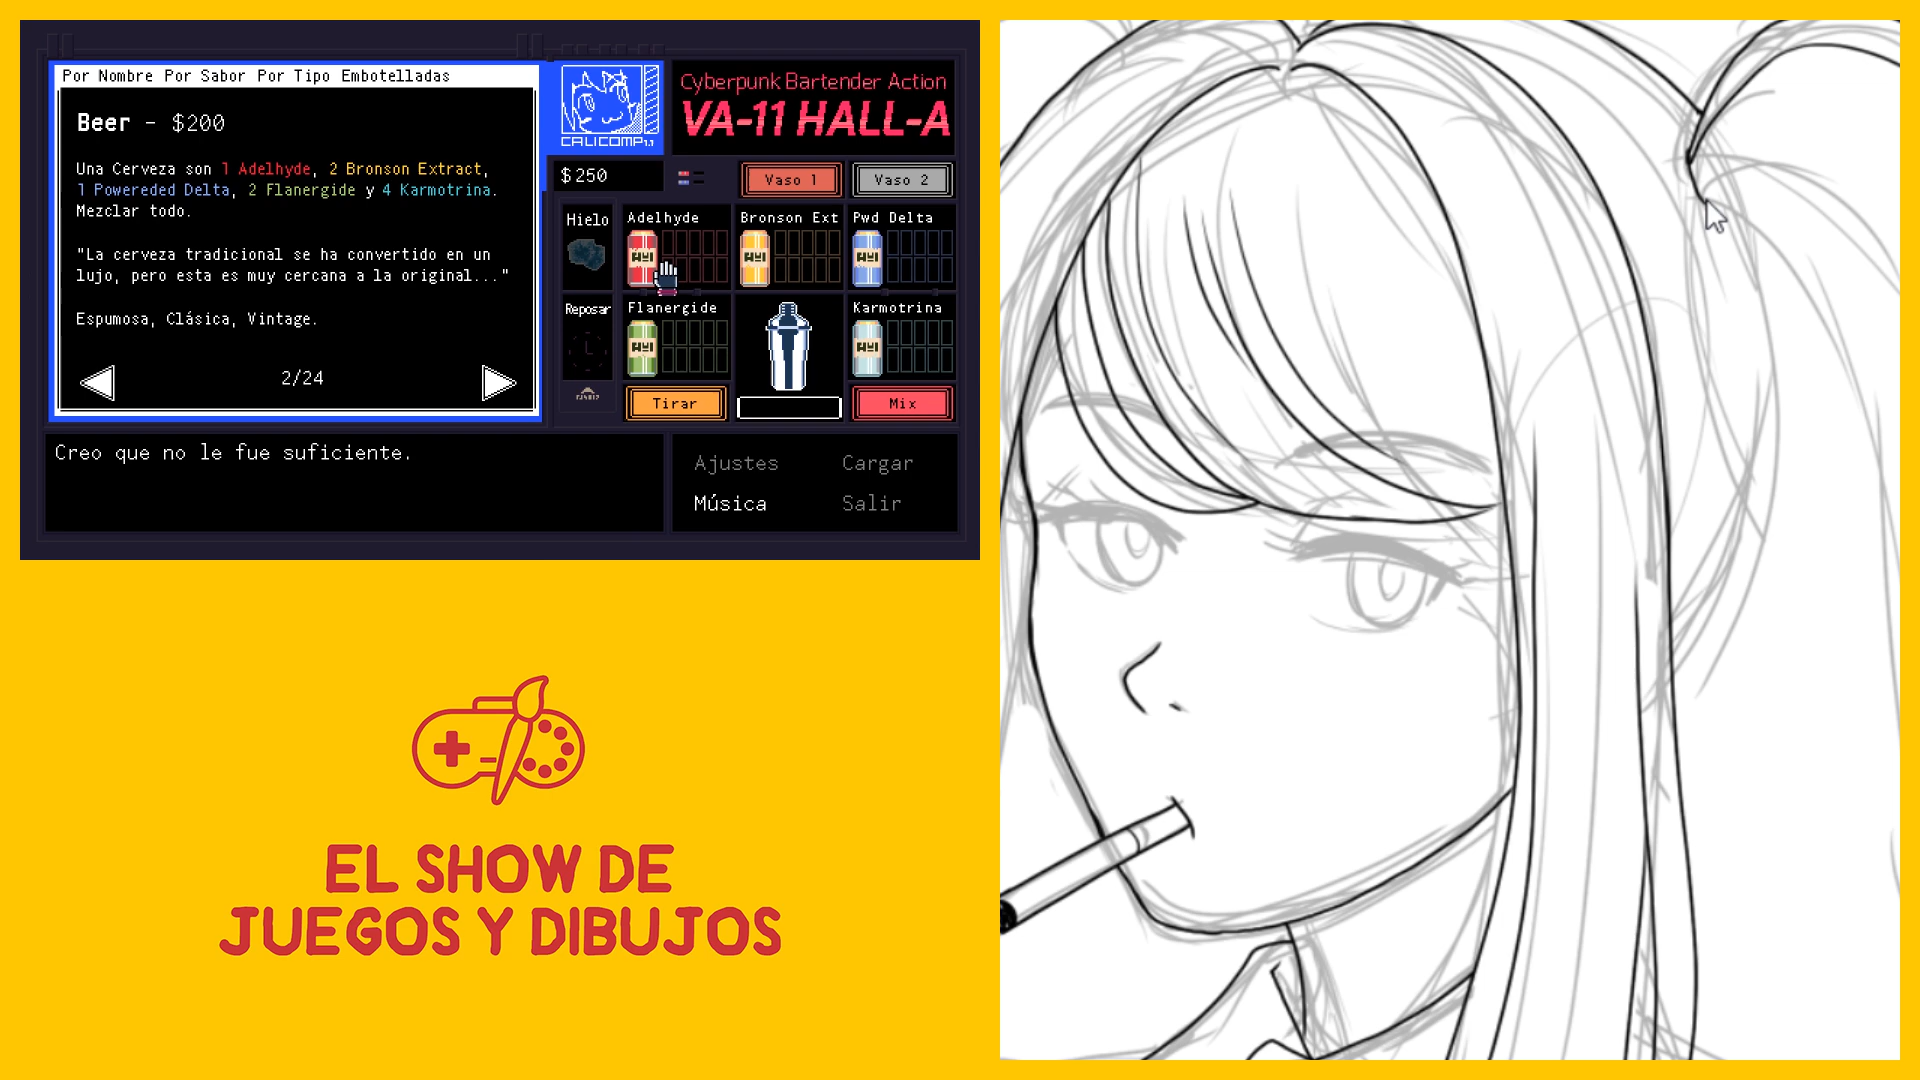 Por Nombre Por Sabor Por Tipo Embotelladas
Beer - $200
Una Cerveza son 1 Adelhyde, 2 Bronson Extract,
1 Powereded Delta, 2 Flanergide y 4 Karmotrina.
Mezclar todo.
"La cerveza tradicional se ha convertido en un
lujo, pero esta es muy cercana a la original..."
Espumosa, Clásica, Vintage.
2/24
CALICOMP 1.1
Cyberpunk Bartender Action
VA-11 HALL-A
$ 250
Vaso 1
Vaso 2
Hielo
Adelhyde
Bronson Ext
Pwd Delta
Reposar
Flanergide
Karmotrina
Tirar
Mix
Creo que no le fue suficiente.
Ajustes
Cargar
Música
Salir
EL SHOW DE
JUEGOS Y DIBUJOS